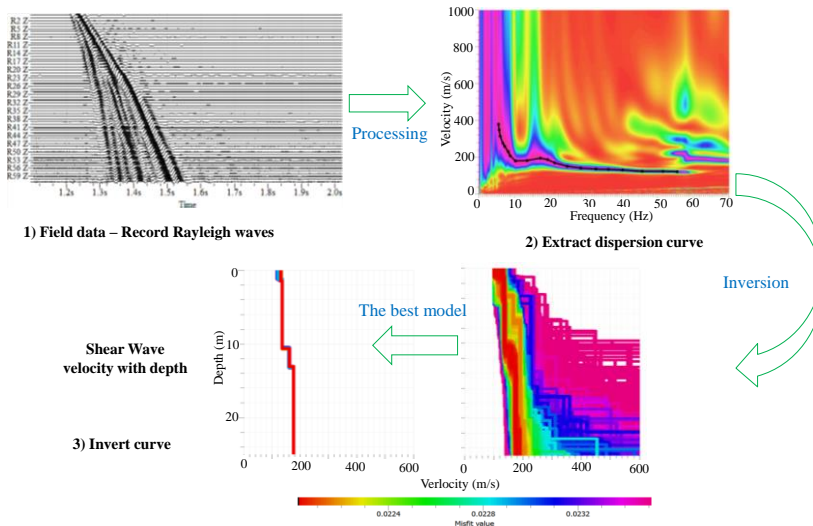 R2 Z
R5 Z
R8 Z
R11 Z
R14 Z
R17 Z
R20 Z
R23 Z
R26 Z
R29 Z
R32 Z
R35 Z
R38 Z
R41 Z
R44 Z
R47 Z
R50 Z
R53 Z
R56 Z
R59 Z
1.2s 1.3s 1.4s 1.5s 1.6s 1.7s 1.8s 1.9s 2.0s
Time
1) Field data – Record Rayleigh waves
Processing
Velocity (m/s)
1000
800
600
400
200
0
0 10 20 30 40 50 60 70
Frequency (Hz)
2) Extract dispersion curve
Inversion
The best model
Shear Wave
velocity with depth
3) Invert curve
Depth (m)
0
10
20
0 200 400 600
200 400 600
Verlocity (m/s)
0.0224 0.0228 0.0232
Misfit value